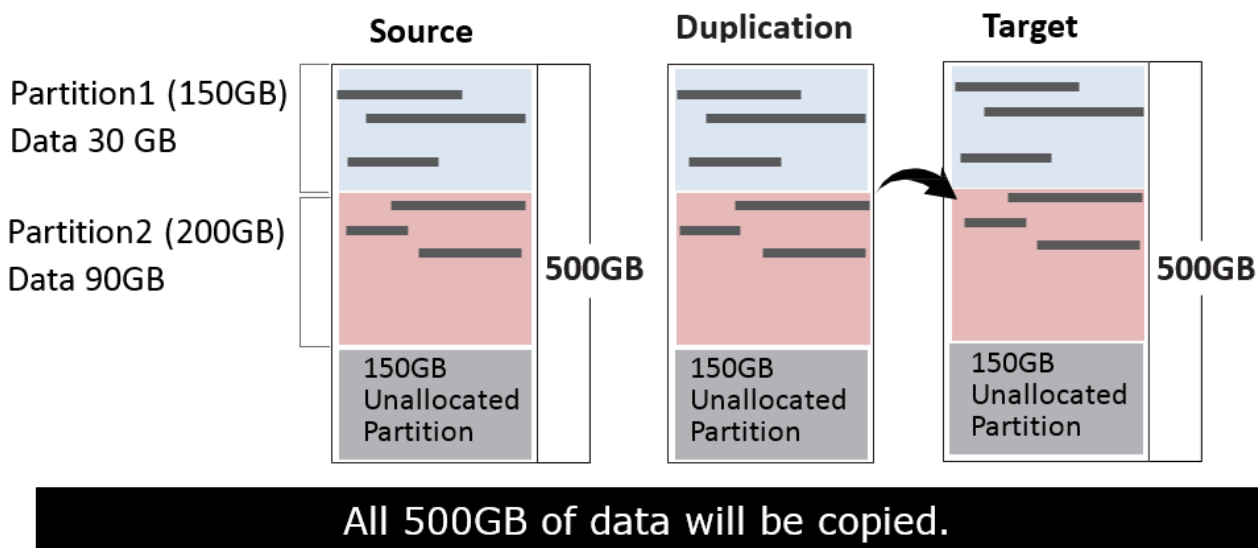 Source
Duplication
Target
Partition1 (150GB)
Data 30 GB
Partition2 (200GB)
Data 90GB
500GB
500GB
150GB
Unallocated
Partition
150GB
Unallocated
Partition
150GB
Unallocated
Partition
All 500GB of data will be copied.